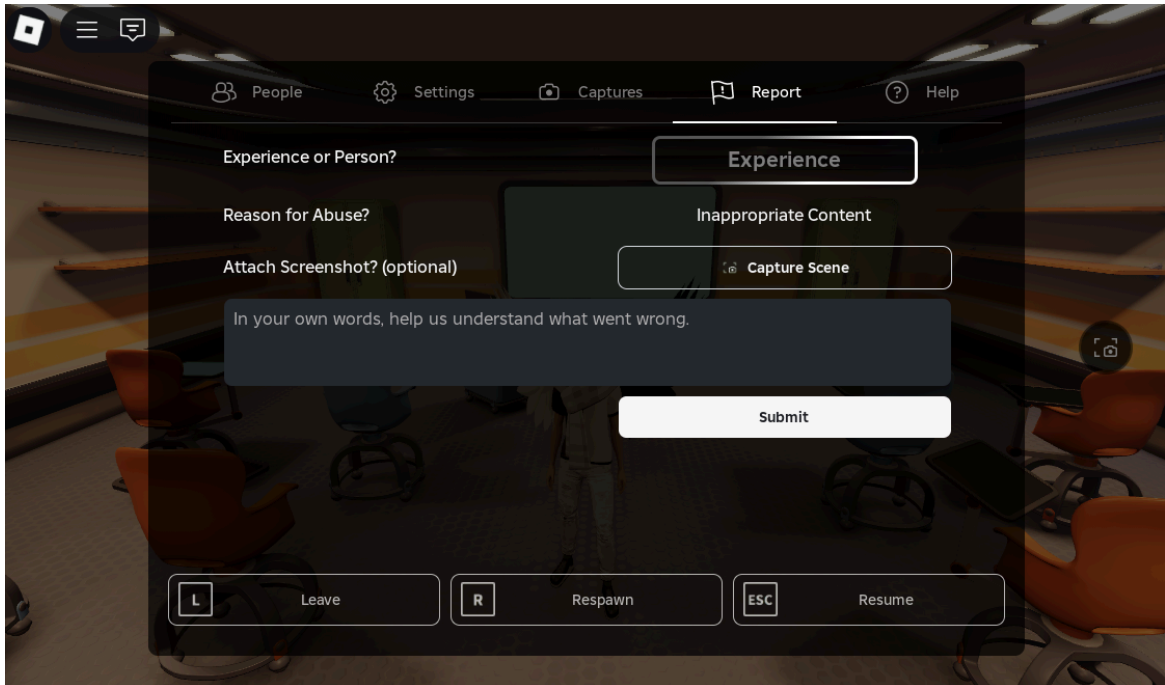 People Settings Captures Report Help
Experience or Person? Experience
Reason for Abuse? Inappropriate Content
Attach Screenshot? (optional) Capture Scene
In your own words, help us understand what went wrong.
Submit
L Leave R Respawn ESC Resume